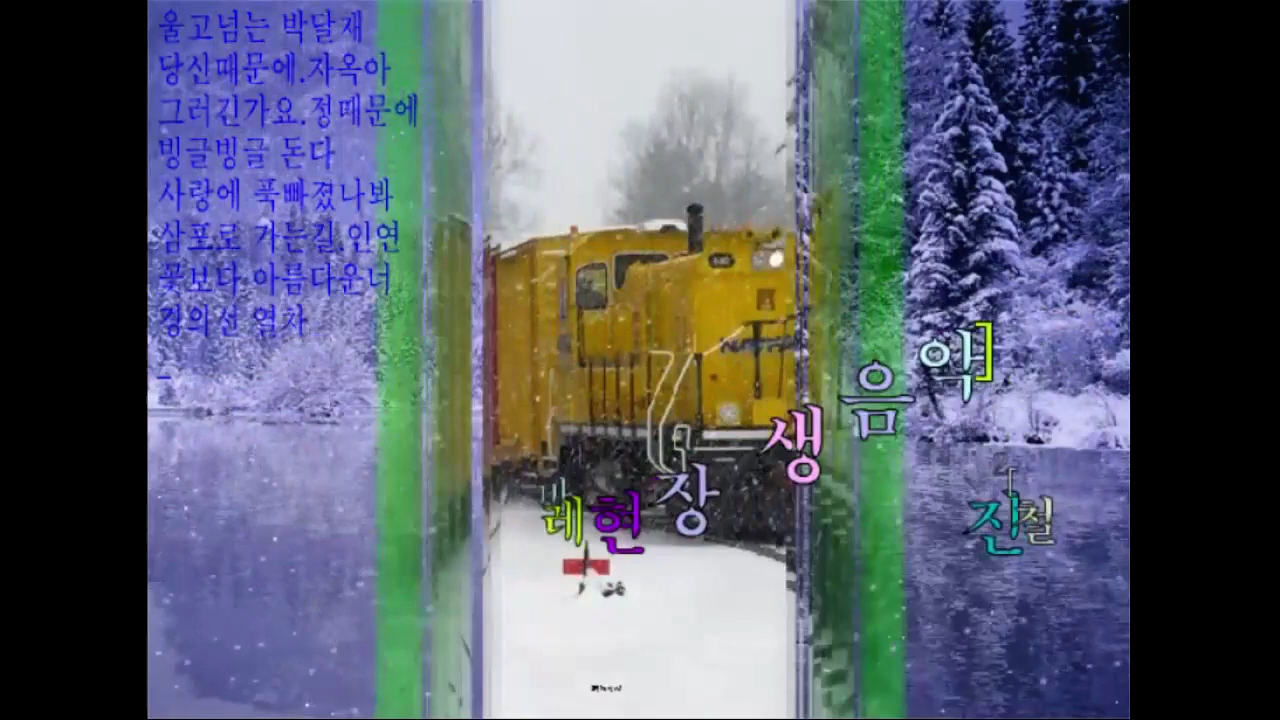 울고넘는 박달재
당신때문에.자옥아
그러긴가요.정때문에
빙글빙글 돈다
사랑에 푹빠졌나봐
삼포로 가는길.인연
꽃보다 아름다운너
경의선 열차
레현장생음악]
진칠